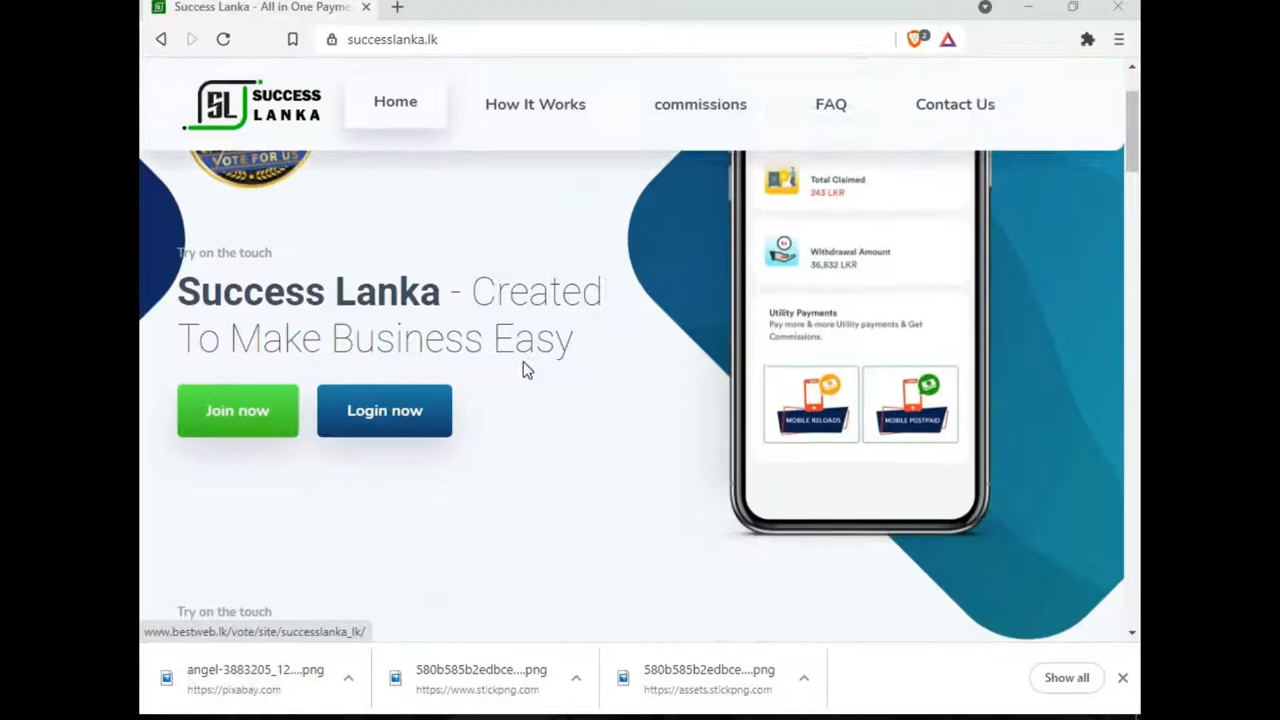 Success Lanka - All in One Payme
successlanka.lk
2
SL SUCCESS LANKA
Home
How It Works
commissions
FAQ
Contact Us
VOTE FOR US
Total Claimed
243 LKR
Withdrawal Amount
36,832 LKR
Try on the touch
Success Lanka - Created
To Make Business Easy
Utility Payments
Pay more & more Utility payments & Get
Commissions.
Join now
Login now
MOBILE RELOADS
MOBILE POSTPAID
Try on the touch
www.bestweb.lk/vote/site/successlanka_lk/
angel-3883205_12....png
https://pixabay.com
580b585b2edbce....png
https://www.stickpng.com
580b585b2edbce....png
https://assets.stickpng.com
Show all